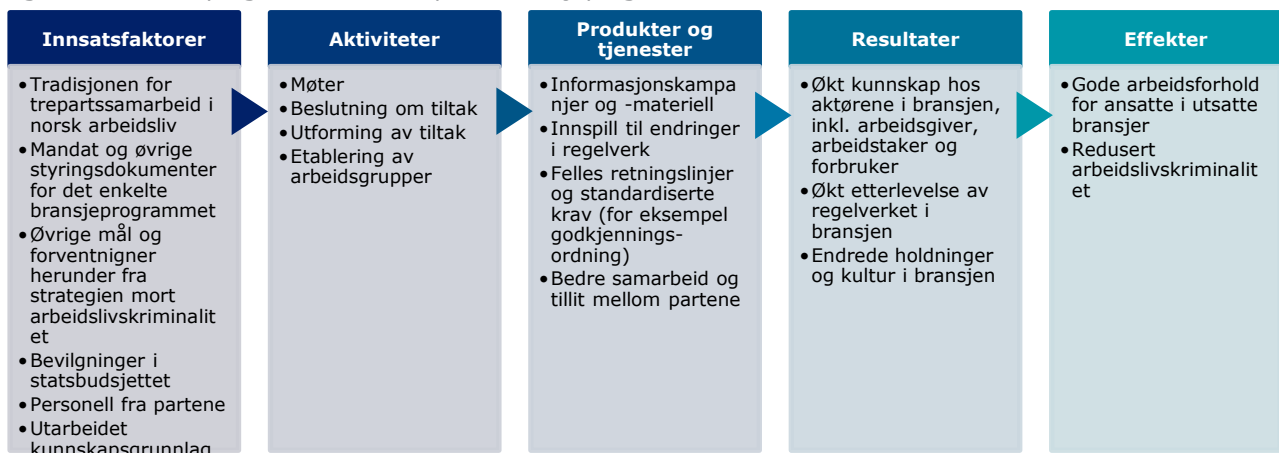 Innsatsfaktorer
•Tradisjonen for
trepartssamarbeid i
norsk arbeidsliv
•Mandat og øvrige
styringsdokumenter
for det enkelte
bransjeprogrammet
•Øvrige mål og
forventnigner
herunder fra
strategien mort
arbeidslivskriminalit
et
•Bevilgninger i
statsbudsjettet
•Personell fra partene
•Utarbeidet
kunnskapsgrunnlag
Aktiviteter
•Møter
•Beslutning om tiltak
•Utforming av tiltak
•Etablering av
arbeidsgrupper
Produkter og
tjenester
•Informasjonskampa
njer og -materiell
•Innspill til endringer
i regelverk
•Felles retningslinjer
og standardiserte
krav (for eksempel
godkjennings-
ordning)
•Bedre samarbeid og
tillit mellom partene
Resultater
•Økt kunnskap hos
aktørene i bransjen,
inkl. arbeidsgiver,
arbeidstaker og
forbruker
•Økt etterlevelse av
regelverket i
bransjen
•Endrede holdninger
og kultur i bransjen
Effekter
•Gode arbeidsforhold
for ansatte i utsatte
bransjer
•Redusert
arbeidslivskriminalit
et